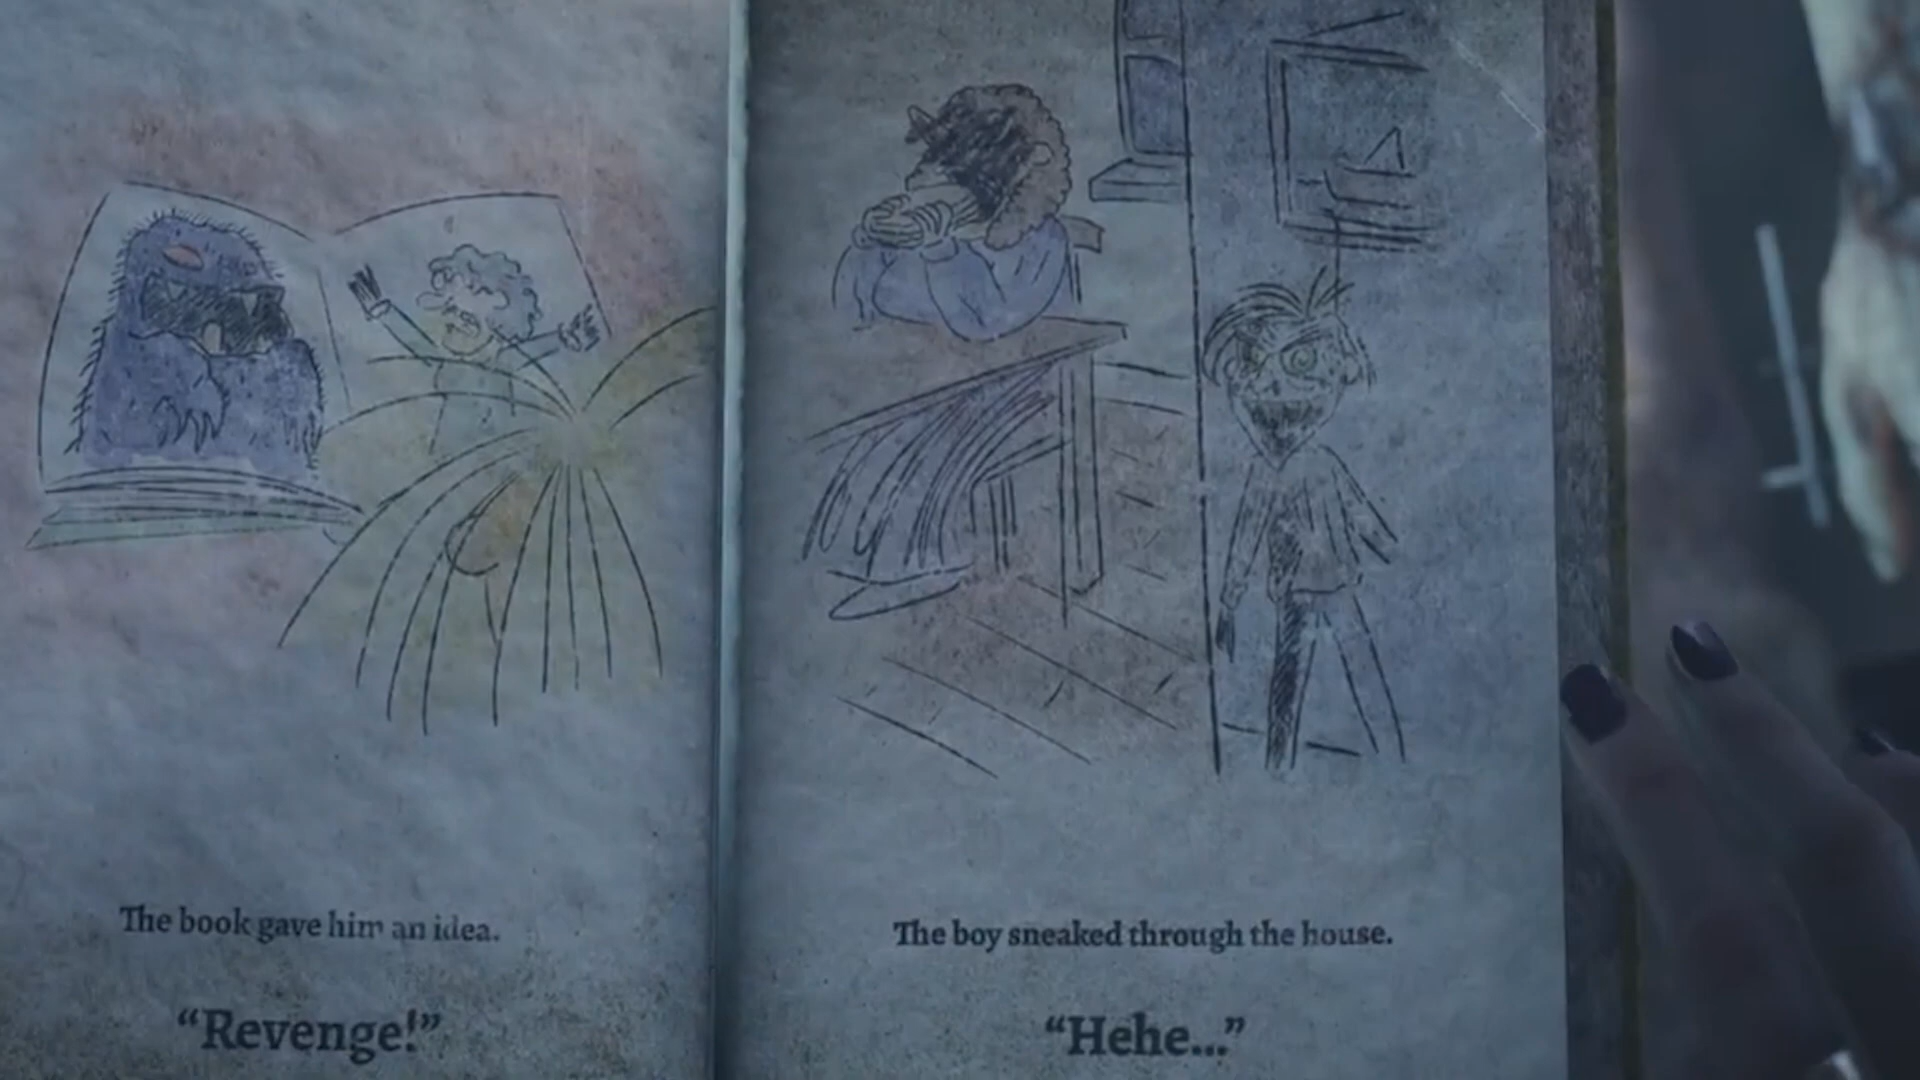 The book gave him an idea.
“Revenge!”
The boy sneaked through the house.
“Hehe...”